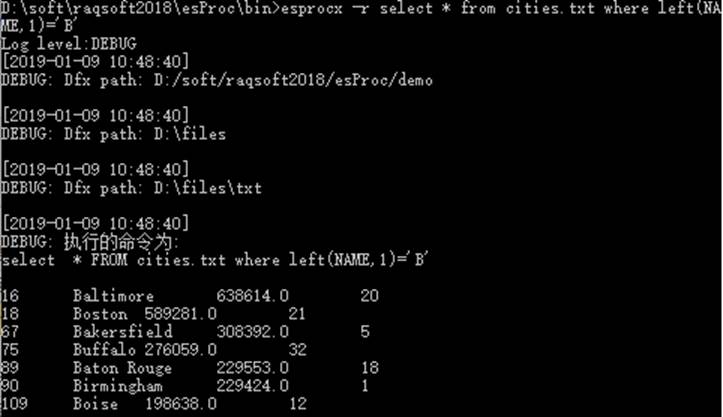 D:\soft\raqsoft2018\esProc\bin>esprocx -r select * from cities.txt where left(NA
ME,1)='B'
Log level:DEBUG
[2019-01-09 10:48:40]
DEBUG: Dfx path: D:/soft/raqsoft2018/esProc/demo
[2019-01-09 10:48:40]
DEBUG: Dfx path: D:\files
[2019-01-09 10:48:40]
DEBUG: Dfx path: D:\files\txt
[2019-01-09 10:48:40]
DEBUG: 执行的命令为:
select  * FROM cities.txt where left(NAME,1)='B'
16 Baltimore 638614.0 20
18 Boston 589281.0 21
67 Bakersfield 308392.0 5
75 Buffalo 276059.0 32
89 Baton Rouge 229553.0 18
90 Birmingham 229424.0 1
109 Boise 198638.0 12